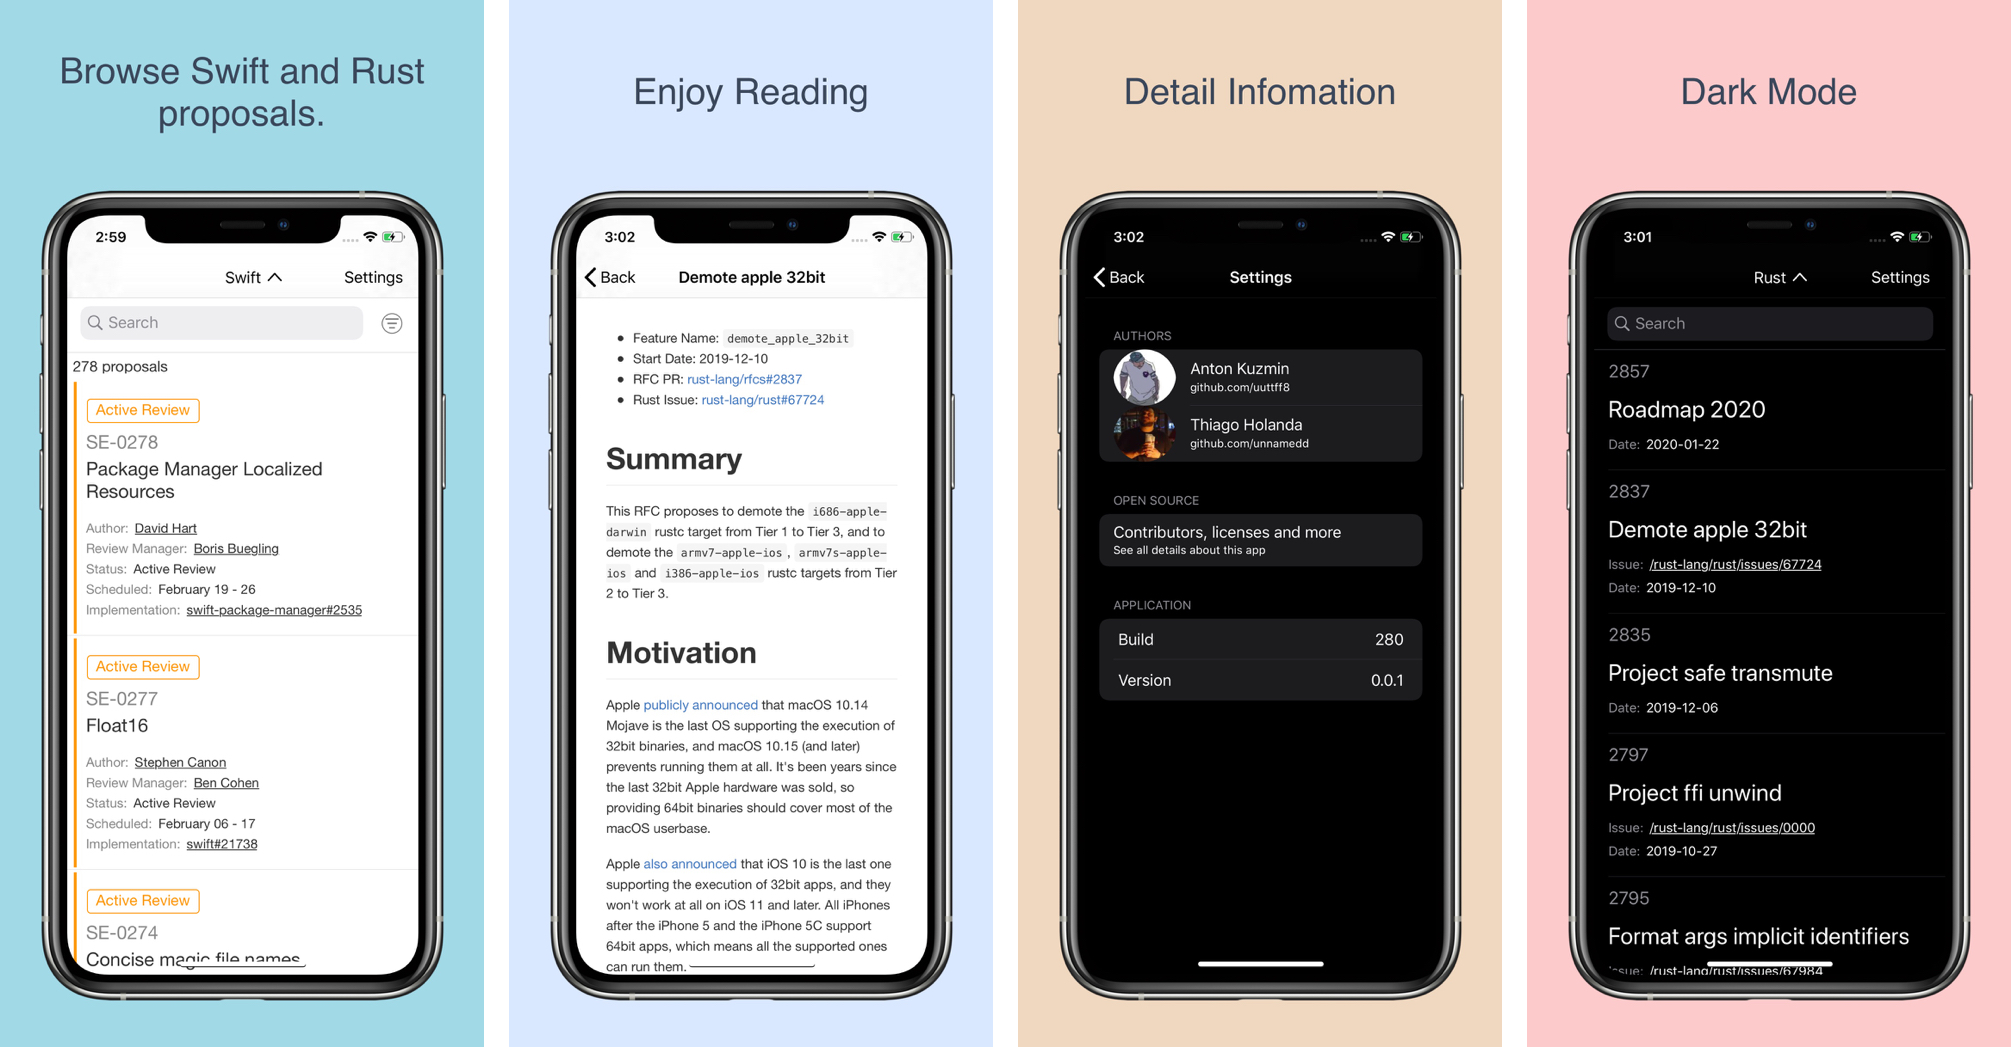 Browse Swift and Rust
proposals.
2:59
Swift
Settings
Search
278 proposals
Active Review
SE-0278
Package Manager Localized
Resources
Author: David Hart
Review Manager: Boris Buegling
Status: Active Review
Scheduled: February 19 - 26
Implementation: swift-package-manager#2535
Active Review
SE-0277
Float16
Author: Stephen Canon
Review Manager: Ben Cohen
Status: Active Review
Scheduled: February 06 - 17
Implementation: swift#21738
Active Review
SE-0274
Concise magic file names
Enjoy Reading
3:02
Back
Demote apple 32bit
• Feature Name: demote_apple_32bit
• Start Date: 2019-12-10
• RFC PR: rust-lang/rfcs#2837
• Rust Issue: rust-lang/rust#67724
Summary
This RFC proposes to demote the i686-apple-
darwin rustc target from Tier 1 to Tier 3, and to
demote the armv7-apple-ios , armv7s-apple-
ios and i386-apple-ios rustc targets from Tier
2 to Tier 3.
Motivation
Apple publicly announced that macOS 10.14
Mojave is the last OS supporting the execution of
32bit binaries, and macOS 10.15 (and later)
prevents running them at all. It's been years since
the last 32bit Apple hardware was sold, so
providing 64bit binaries should cover most of the
macOS userbase.
Apple also announced that iOS 10 is the last one
supporting the execution of 32bit apps, and they
won't work at all on iOS 11 and later. All iPhones
after the iPhone 5 and the iPhone 5C support
64bit apps, which means all the supported ones
can run them.
Detail Infomation
3:02
Back
Settings
AUTHORS
Anton Kuzmin
github.com/uuttff8
Thiago Holanda
github.com/unnamedd
OPEN SOURCE
Contributors, licenses and more
See all details about this app
APPLICATION
Build 280
Version 0.0.1
Dark Mode
3:01
Rust
Settings
Search
2857
Roadmap 2020
Date: 2020-01-22
2837
Demote apple 32bit
Issue: /rust-lang/rust/issues/67724
Date: 2019-12-10
2835
Project safe transmute
Date: 2019-12-06
2797
Project ffi unwind
Issue: /rust-lang/rust/issues/0000
Date: 2019-10-27
2795
Format args implicit identifiers
Issue: /rust-lang/rust/issues/67984